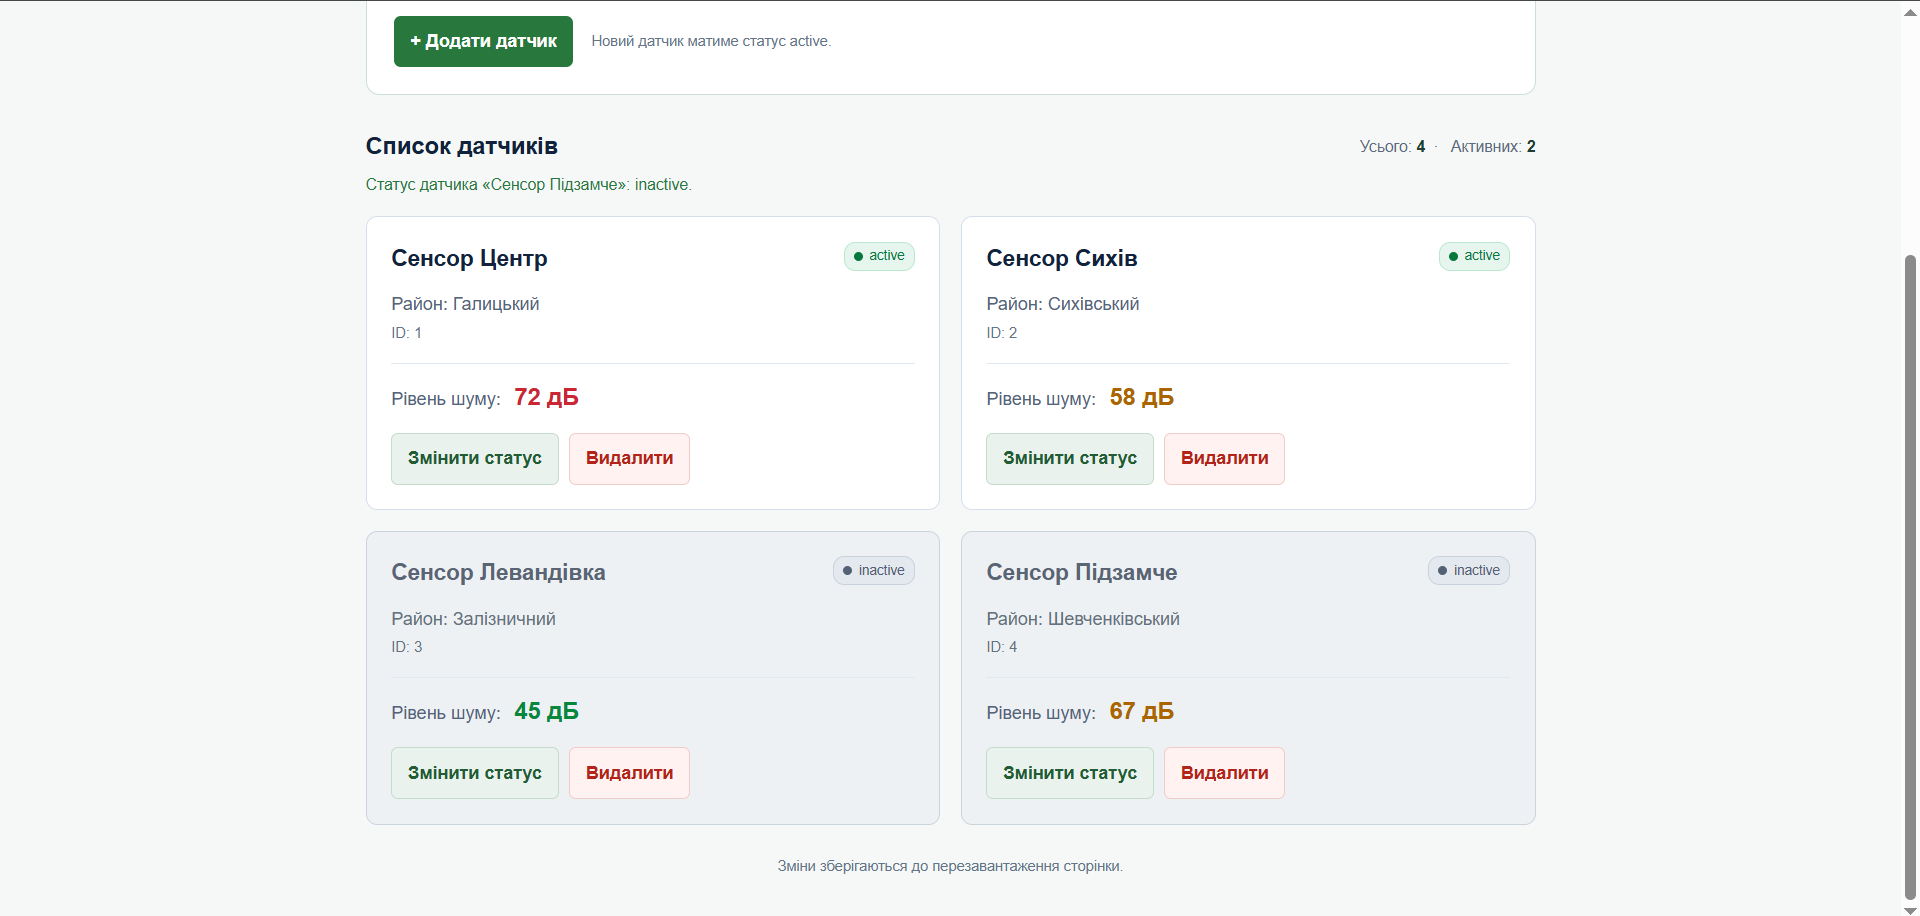 + Додати датчик Новий датчик матиме статус active.
Список датчиків Усього: 4 · Активних: 2
Статус датчика «Сенсор Підзамче»: inactive.
Сенсор Центр active
Район: Галицький
ID: 1
Рівень шуму: 72 дБ
Змінити статус Видалити
Сенсор Сихів active
Район: Сихівський
ID: 2
Рівень шуму: 58 дБ
Змінити статус Видалити
Сенсор Левандівка inactive
Район: Залізничний
ID: 3
Рівень шуму: 45 дБ
Змінити статус Видалити
Сенсор Підзамче inactive
Район: Шевченківський
ID: 4
Рівень шуму: 67 дБ
Змінити статус Видалити
Зміни зберігаються до перезавантаження сторінки.